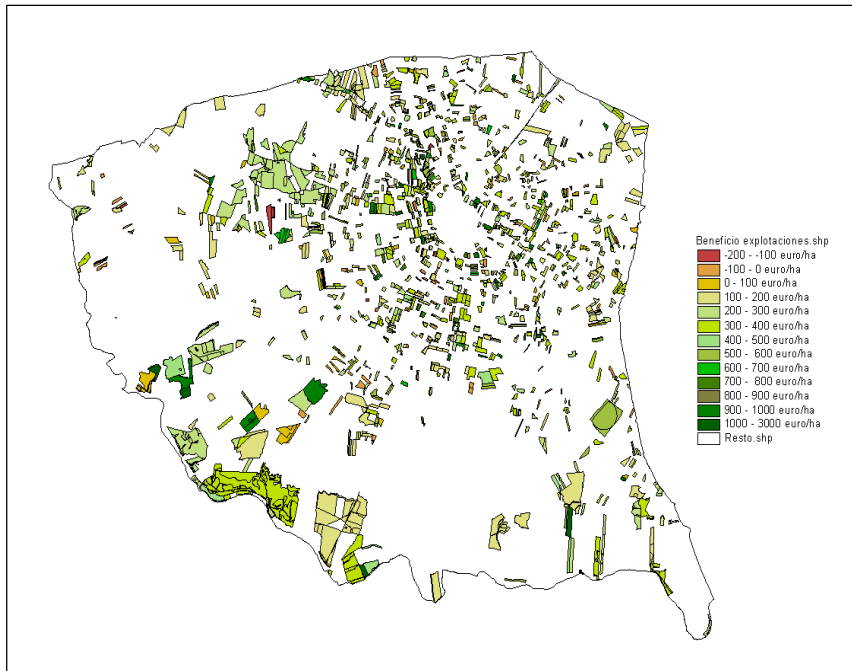 Beneficio explotaciones.shp
-200 - -100 euro/ha
-100 - 0 euro/ha
0 - 100 euro/ha
100 - 200 euro/ha
200 - 300 euro/ha
300 - 400 euro/ha
400 - 500 euro/ha
500 - 600 euro/ha
600 - 700 euro/ha
700 - 800 euro/ha
800 - 900 euro/ha
900 - 1000 euro/ha
1000 - 3000 euro/ha
Resto.shp